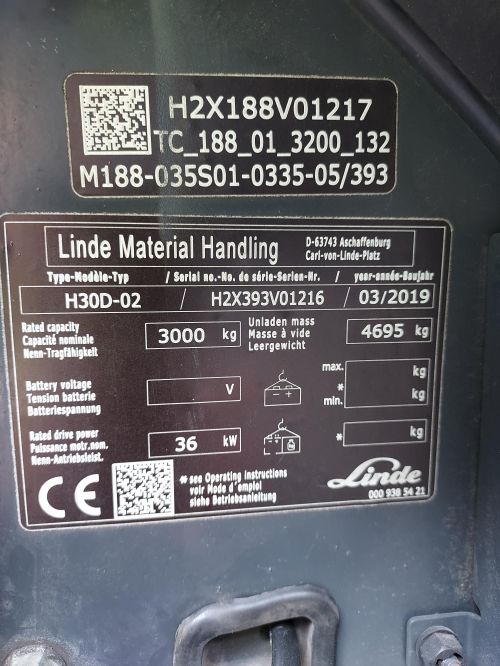 H2X188V01217
TC_188_01_3200_132
M188-035S01-0335-05/393
Linde Material Handling
D-63743 Aschaffenburg
Carl-von-Linde-Platz
Type-Modèle-Typ / Serial no.-No. de série-Serien-Nr. / year-année-Baujahr
H30D-02 / H2X393V01216 / 03/2019
Rated capacity
Capacité nominale
Nenn-Tragfähigkeit
3000 kg
Unladen mass
Masse à vide
Leergewicht
4695 kg
Battery voltage
Tension batterie
Batteriespannung
V
max. kg
*
min. kg
Rated drive power
Puissance motr.nom.
Nenn-Antriebsleist.
36 kW
* kg
CE
* see Operating instructions
voir Mode d'emploi
siehe Betriebsanleitung
Linde
000 938 54 21